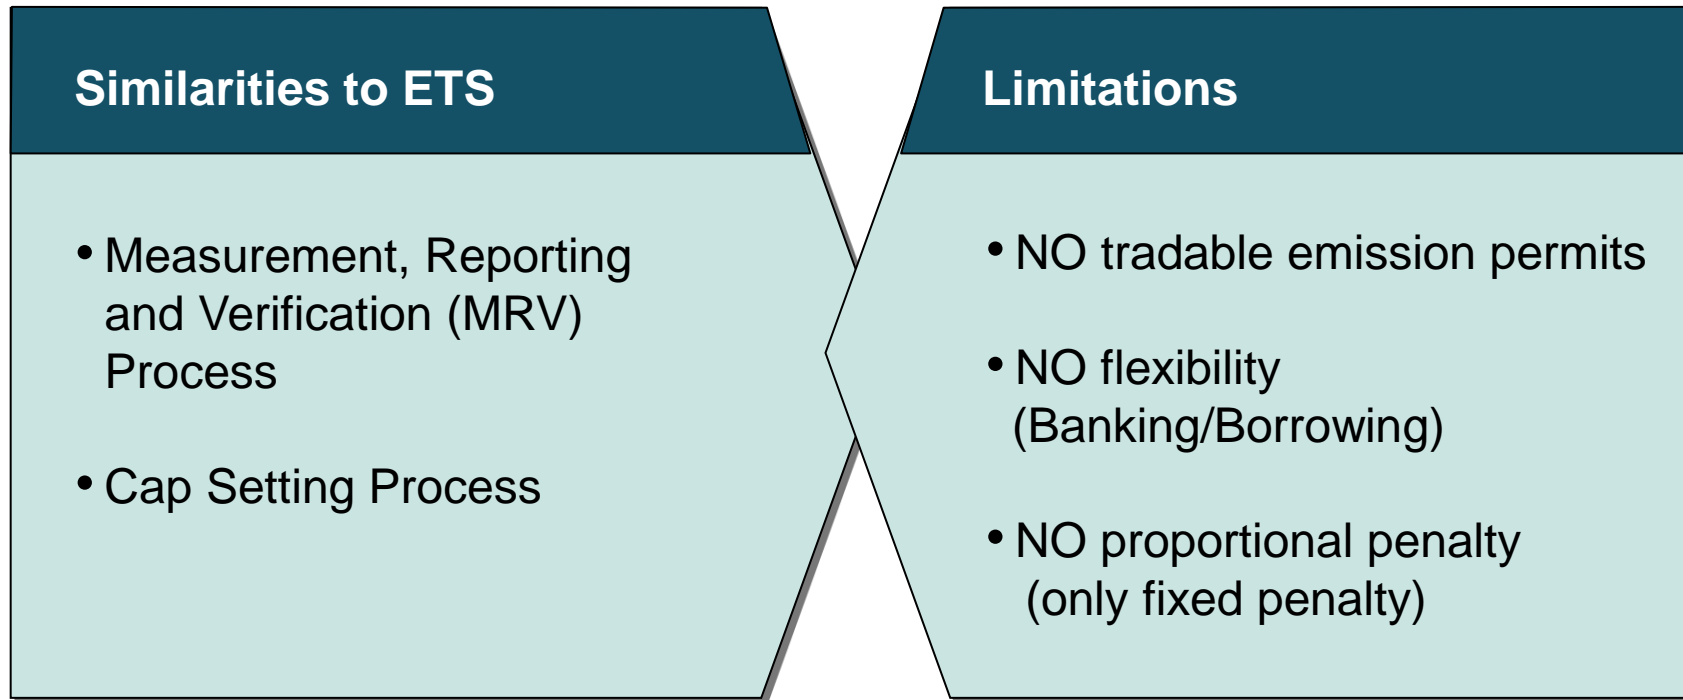 Similarities to ETS
• Measurement, Reporting
and Verification (MRV)
Process
• Cap Setting Process
Limitations
• NO tradable emission permits
• NO flexibility
(Banking/Borrowing)
• NO proportional penalty
(only fixed penalty)